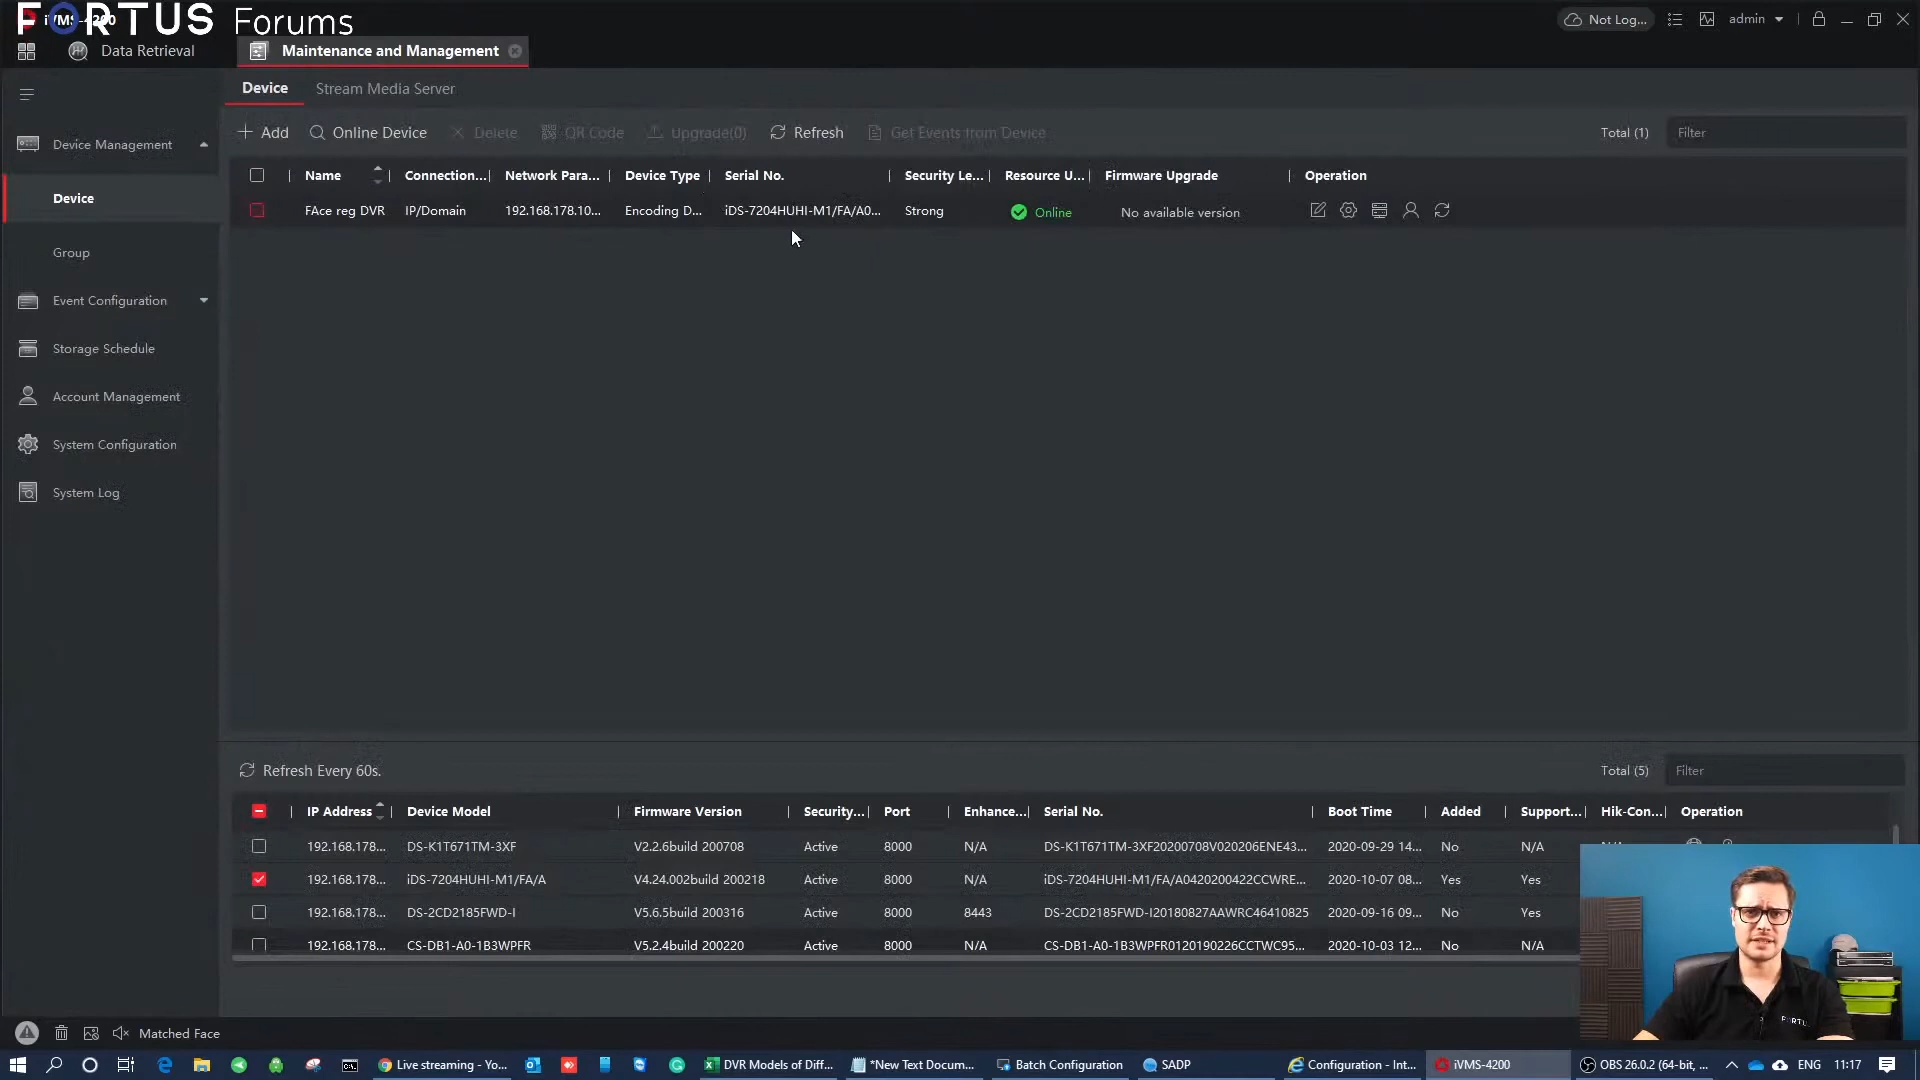 FORTUS Forums
iVMS-4200
Not Log...
admin
Data Retrieval
Maintenance and Management
Device
Stream Media Server
Add
Online Device
Delete
QR Code
Upgrade(0)
Refresh
Get Events from Device
Total (1)
Filter
Device Management
Device
Group
Event Configuration
Storage Schedule
Account Management
System Configuration
System Log
Name
Connection...
Network Para...
Device Type
Serial No.
Security Le...
Resource U...
Firmware Upgrade
Operation
FAce reg DVR
IP/Domain
192.168.178.10...
Encoding D...
iDS-7204HUHI-M1/FA/A0...
Strong
Online
No available version
Refresh Every 60s.
Total (5)
Filter
IP Address
Device Model
Firmware Version
Security...
Port
Enhance...
Serial No.
Boot Time
Added
Support...
Hik-Con...
Operation
192.168.178... DS-K1T671TM-3XF V2.2.6build 200708 Active 8000 N/A DS-K1T671TM-3XF20200708V020206ENE43... 2020-09-29 14... No N/A
192.168.178... iDS-7204HUHI-M1/FA/A V4.24.002build 200218 Active 8000 N/A iDS-7204HUHI-M1/FA/A0420200422CCWRE... 2020-10-07 08... Yes Yes
192.168.178... DS-2CD2185FWD-I V5.6.5build 200316 Active 8000 8443 DS-2CD2185FWD-I20180827AAWRC46410825 2020-09-16 09... No Yes
192.168.178... CS-DB1-A0-1B3WPFR V5.2.4build 200220 Active 8000 N/A CS-DB1-A0-1B3WPFR0120190226CCTWC95... 2020-10-03 12... No N/A
Matched Face
Live streaming - Yo...
DVR Models of Diff...
*New Text Docum...
Batch Configuration
SADP
Configuration - Int...
iVMS-4200
OBS 26.0.2 (64-bit, ...
ENG
11:17